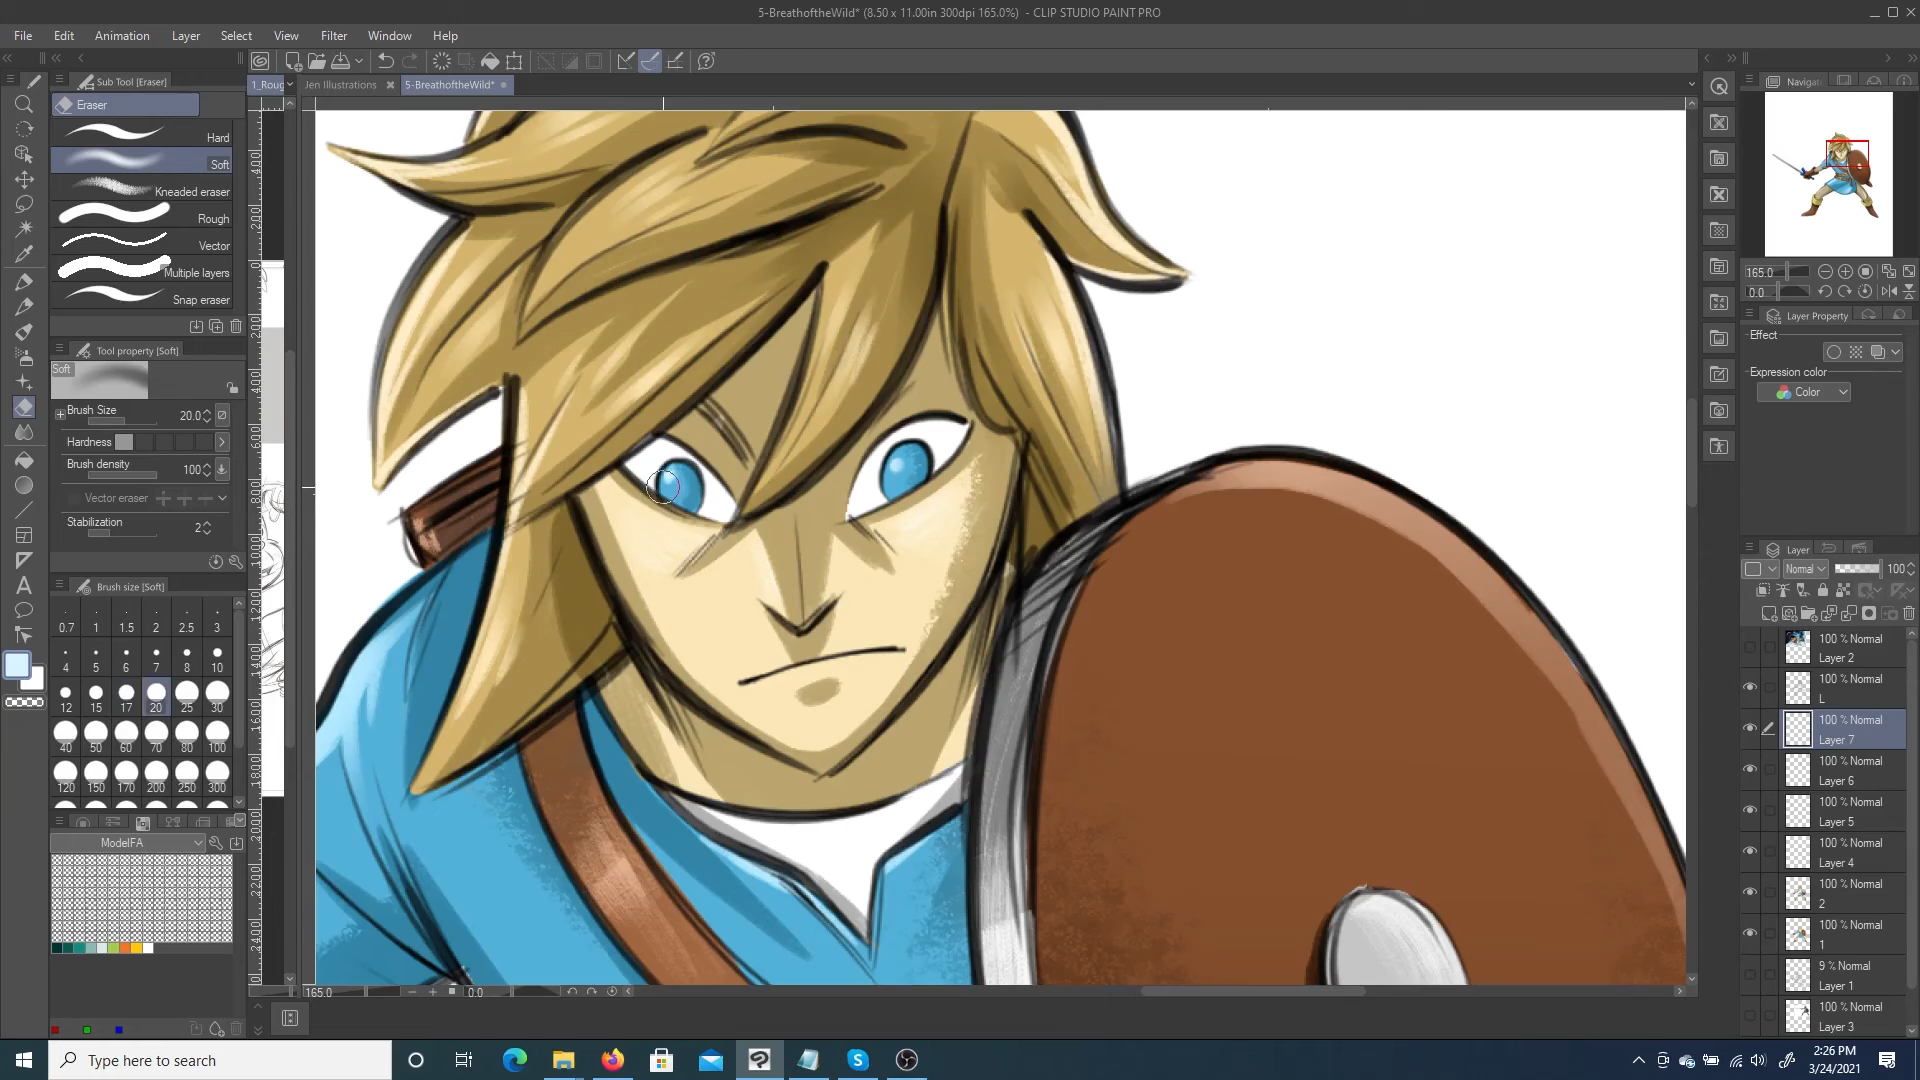 5-BreathoftheWild* (8.50 x 11.00in 300dpi 165.0%) - CLIP STUDIO PAINT PRO
File Edit Animation Layer Select View Filter Window Help
Sub Tool [Eraser]
1_Roug
Jen Illustrations
5-BreathoftheWild*
Navigat
Eraser
Hard
Soft
Kneaded eraser
Rough
Vector
Multiple layers
Snap eraser
165.0
0.0
Tool property [Soft]
Soft
Brush Size 20.0
Hardness
Brush density 100
Vector eraser
Stabilization 2
Layer Property
Effect
Expression color
Color
Brush size [Soft]
0.7 1 1.5 2 2.5 3
4 5 6 7 8 10
12 15 17 20 25 30
40 50 60 70 80 100
120 150 170 200 250 300
ModelFA
Layer
Normal 100
100 % Normal
Layer 2
100 % Normal
L
100 % Normal
Layer 7
100 % Normal
Layer 6
100 % Normal
Layer 5
100 % Normal
Layer 4
100 % Normal
2
100 % Normal
1
9 % Normal
Layer 1
100 % Normal
Layer 3
165.0 0.0
Type here to search
2:26 PM
3/24/2021